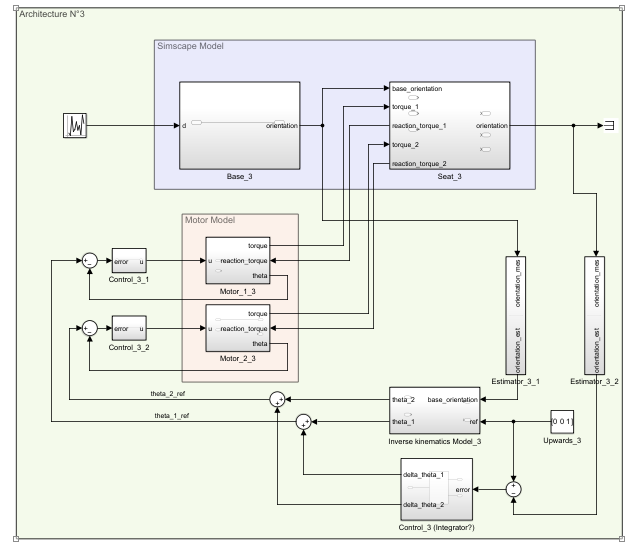 Architecture N°3
Simscape Model
base_orientation
torque_1
d
orientation
reaction_torque_1
orientation
torque_2
reaction_torque_2
Base_3
Seat_3
Motor Model
torque
error
u
u
reaction_torque
theta
Control_3_1
Motor_1_3
torque
error
u
u
reaction_torque
theta
Control_3_2
Motor_2_3
orientation_mes
orientation_est
orientation_mes
orientation_est
Estimator_3_1
Estimator_3_2
theta_2_ref
theta_2
base_orientation
theta_1_ref
theta_1
ref
[0 0 1]
Inverse kinematics Model_3
Upwards_3
delta_theta_1
error
delta_theta_2
Control_3 (Integrator?)